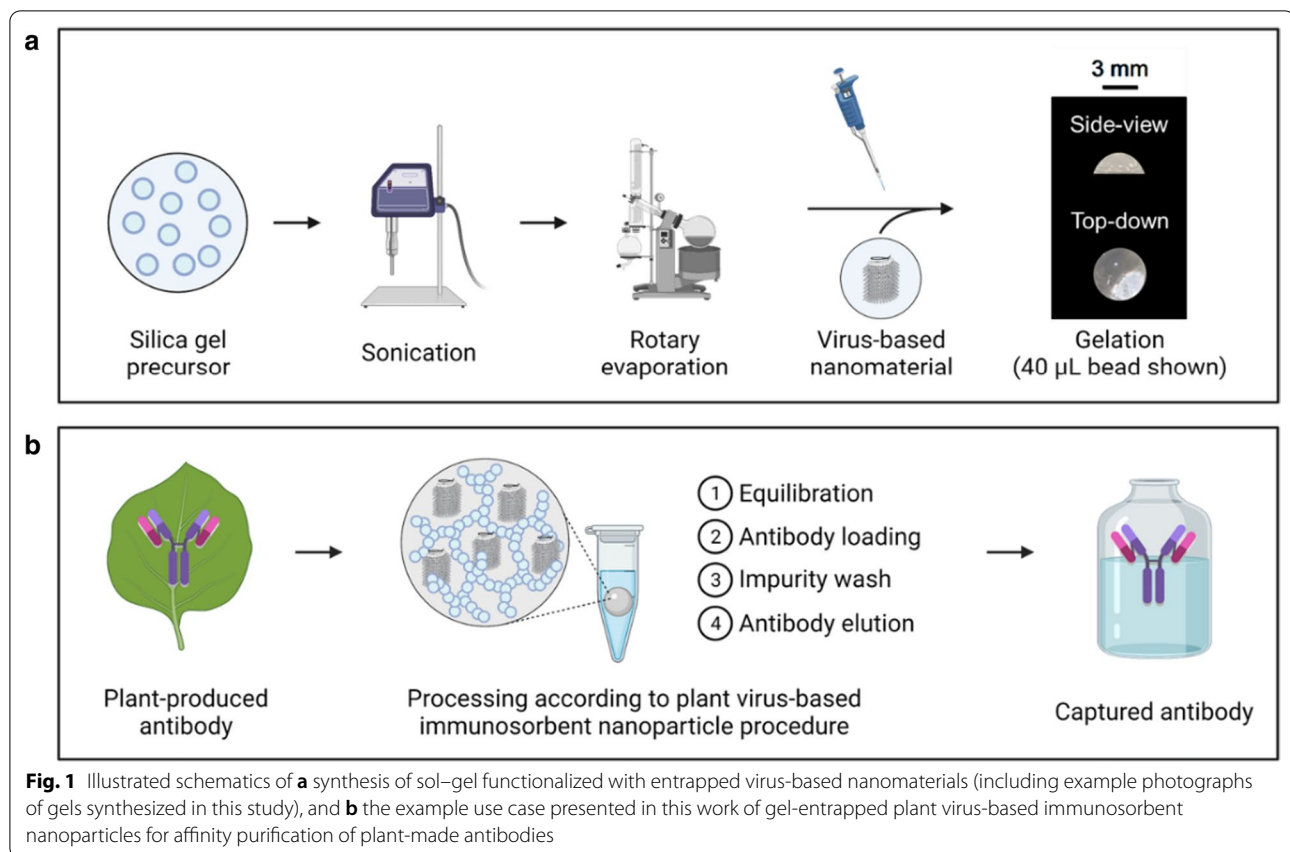 a
3 mm
Side-view
Top-down
Silica gel
precursor
Sonication
Rotary
evaporation
Virus-based
nanomaterial
Gelation
(40 µL bead shown)
b
1 Equilibration
2 Antibody loading
3 Impurity wash
4 Antibody elution
Plant-produced
antibody
Processing according to plant virus-based
immunosorbent nanoparticle procedure
Captured antibody
Fig. 1 Illustrated schematics of a synthesis of sol–gel functionalized with entrapped virus-based nanomaterials (including example photographs
of gels synthesized in this study), and b the example use case presented in this work of gel-entrapped plant virus-based immunosorbent
nanoparticles for affinity purification of plant-made antibodies